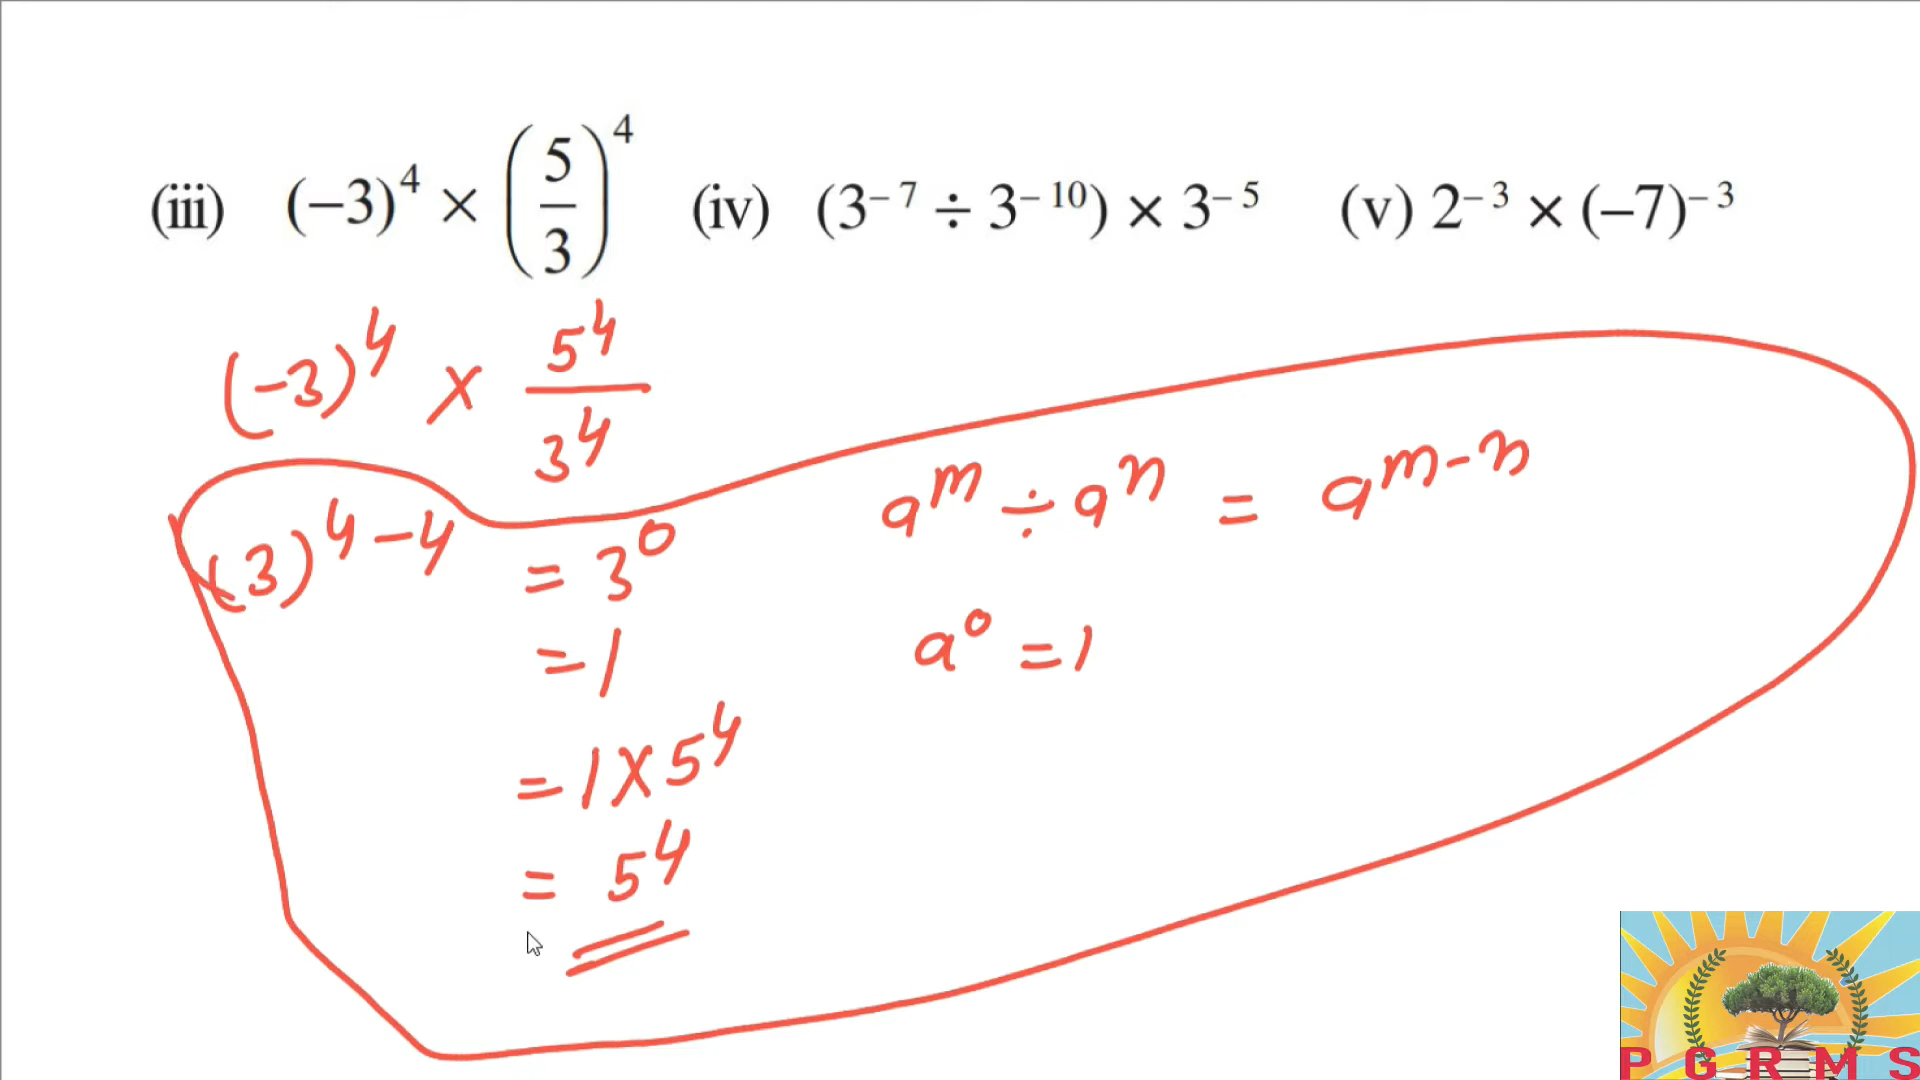 (iii) (−3)⁴ × (5/3)⁴ (iv) (3⁻⁷ ÷ 3⁻¹⁰) × 3⁻⁵ (v) 2⁻³ × (−7)⁻³
(-3)⁴ × 5⁴/3⁴
(3)⁴⁻⁴ = 3⁰
= 1
= 1 × 5⁴
= 5⁴
aᵐ ÷ aⁿ = aᵐ⁻ⁿ
a⁰ = 1
P G R M S